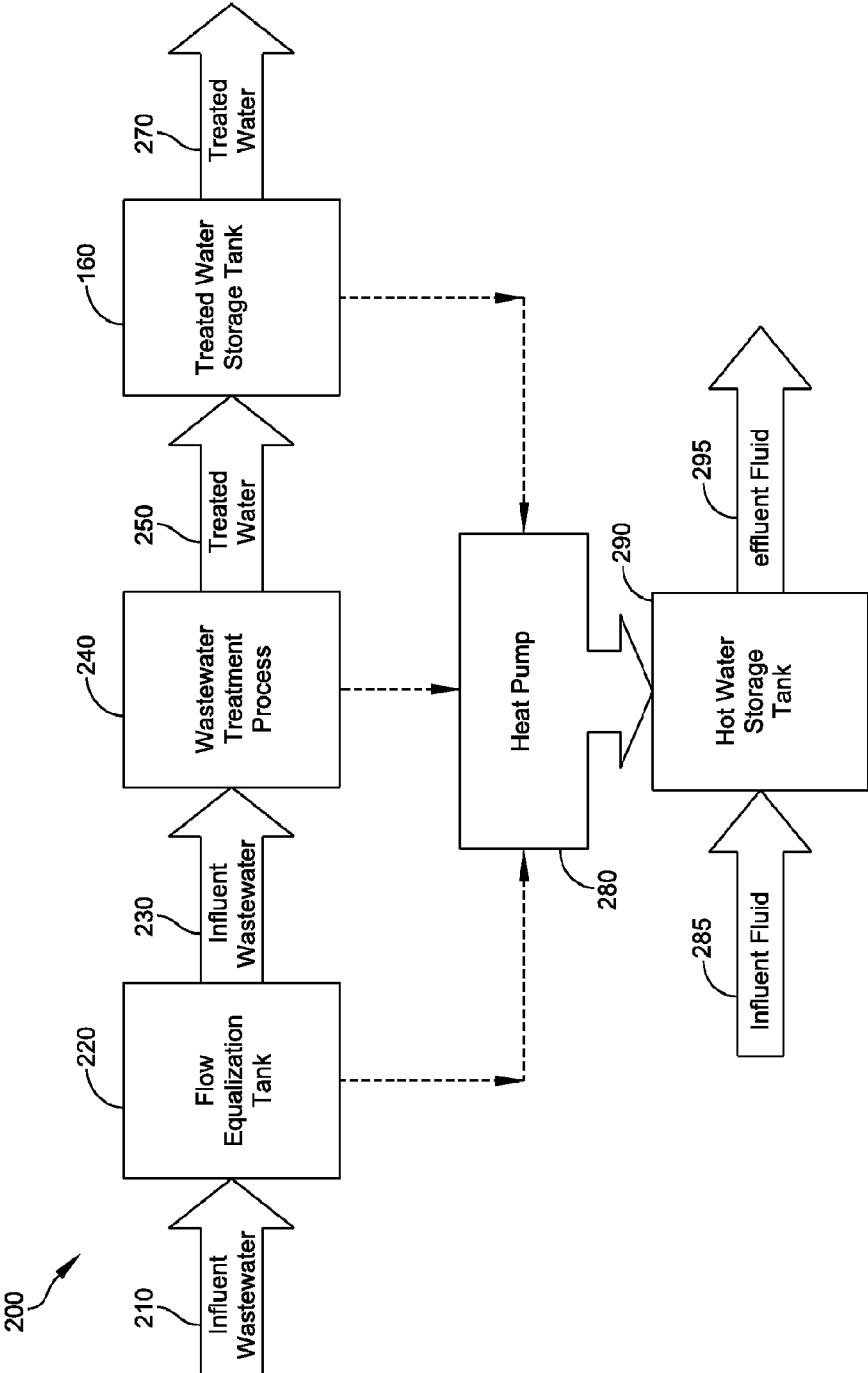 200
210
Influent
Wastewater
220
Flow
Equalization
Tank
230
Influent
Wastewater
240
Wastewater
Treatment
Process
250
Treated
Water
160
Treated Water
Storage Tank
270
Treated
Water
Heat Pump
280
285
Influent Fluid
290
Hot Water
Storage
Tank
295
effluent Fluid